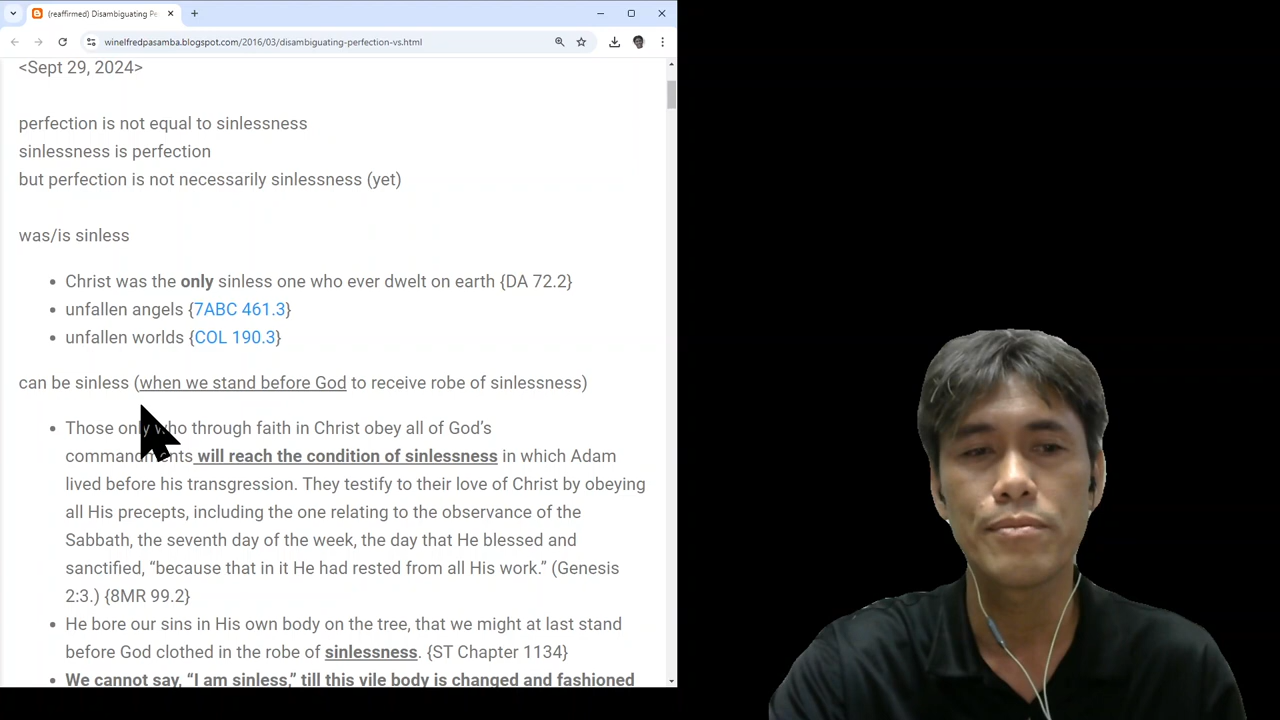 (reaffirmed) Disambiguating Pe
winelfredpasamba.blogspot.com/2016/03/disambiguating-perfection-vs.html
<Sept 29, 2024>
perfection is not equal to sinlessness
sinlessness is perfection
but perfection is not necessarily sinlessness (yet)
was/is sinless
Christ was the only sinless one who ever dwelt on earth {DA 72.2}
unfallen angels {7ABC 461.3}
unfallen worlds {COL 190.3}
can be sinless (when we stand before God to receive robe of sinlessness)
Those only who through faith in Christ obey all of God’s
commandments will reach the condition of sinlessness in which Adam
lived before his transgression. They testify to their love of Christ by obeying
all His precepts, including the one relating to the observance of the
Sabbath, the seventh day of the week, the day that He blessed and
sanctified, “because that in it He had rested from all His work.” (Genesis
2:3.) {8MR 99.2}
He bore our sins in His own body on the tree, that we might at last stand
before God clothed in the robe of sinlessness. {ST Chapter 1134}
We cannot say, “I am sinless,” till this vile body is changed and fashioned